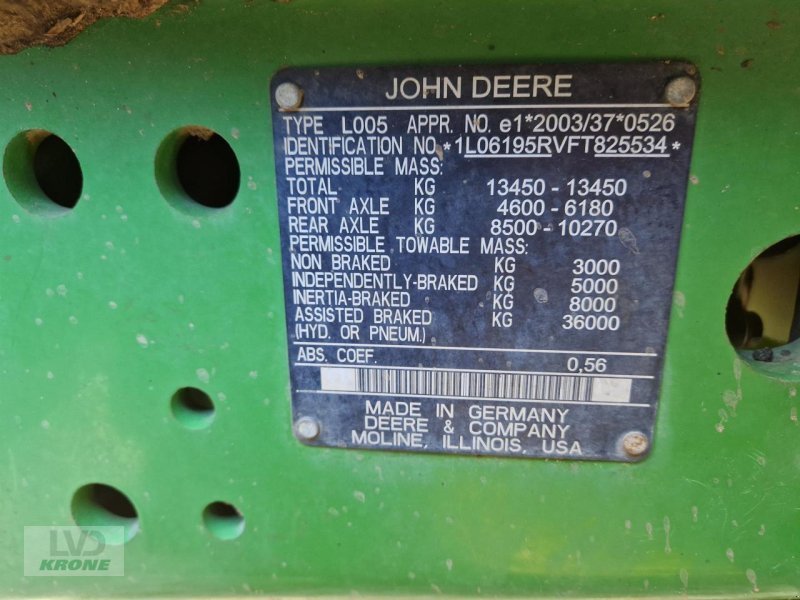 JOHN DEERE
TYPE L005 APPR. NO. e1*2003/37*0526
IDENTIFICATION NO. *1L06195RVFT825534*
PERMISSIBLE MASS:
TOTAL KG 13450 - 13450
FRONT AXLE KG 4600 - 6180
REAR AXLE KG 8500 - 10270
PERMISSIBLE TOWABLE MASS:
NON BRAKED KG 3000
INDEPENDENTLY-BRAKED KG 5000
INERTIA-BRAKED KG 8000
ASSISTED BRAKED KG 36000
(HYD. OR PNEUM.)
ABS. COEF. 0,56
MADE IN GERMANY
DEERE & COMPANY
MOLINE, ILLINOIS, USA
LVD
KRONE